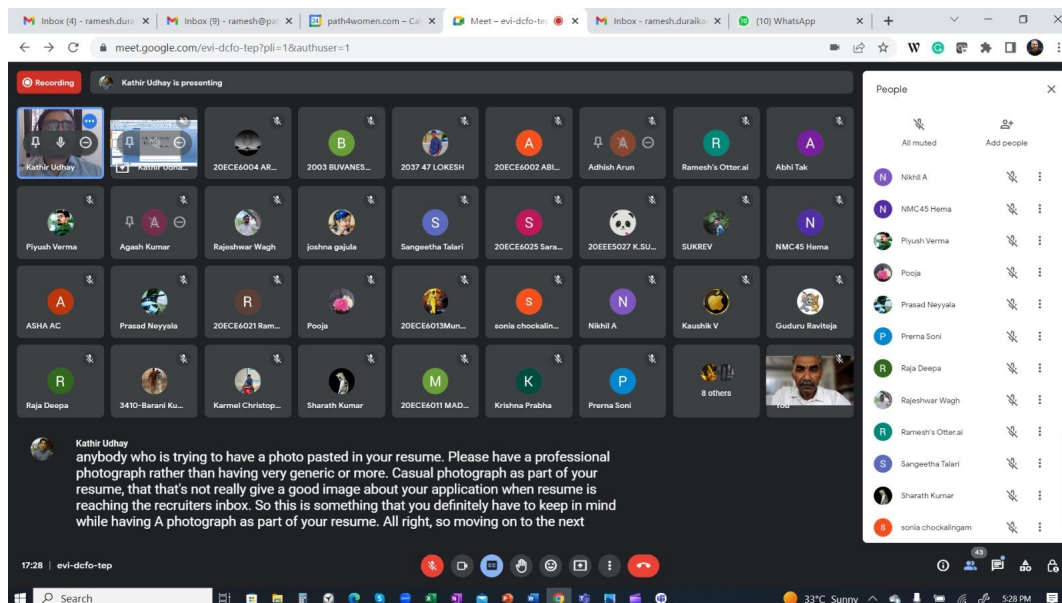 Inbox (4) - ramesh.dura
Inbox (9) - ramesh@pa
path4women.com – Ca
Meet – evi-dcfo-te
Inbox - ramesh.duraika
(10) WhatsApp
meet.google.com/evi-dcfo-tep?pli=1&authuser=1
Recording
Kathir Udhay is presenting
Kathir Udhay
Kathir Udha...
20ECE6004 AR...
B
2003 BUVANES...
2037 47 LOKESH
A
20ECE6002 ABI...
A
Adhish Arun
R
Ramesh's Otter.ai
A
Abhi Tak
Piyush Verma
A
Agash Kumar
Rajeshwar Wagh
joshna gajula
S
Sangeetha Talari
S
20ECE6025 Sara...
20EEE5027 K.SU...
SUKREV
N
NMC45 Hema
A
ASHA AC
Prasad Neyyala
R
20ECE6021 Ram...
Pooja
20ECE6013Mun...
s
sonia chockalin...
N
Nikhil A
Kaushik V
Guduru Raviteja
R
Raja Deepa
3410-Barani Ku...
Karmel Christop...
Sharath Kumar
M
20ECE6011 MAD...
K
Krishna Prabha
P
Prerna Soni
8 others
You
Kathir Udhay
anybody who is trying to have a photo pasted in your resume. Please have a professional
photograph rather than having very generic or more. Casual photograph as part of your
resume, that that's not really give a good image about your application when resume is
reaching the recruiters inbox. So this is something that you definitely have to keep in mind
while having A photograph as part of your resume. All right, so moving on to the next
People
All muted
Add people
N
Nikhil A
N
NMC45 Hema
Piyush Verma
Pooja
Prasad Neyyala
P
Prerna Soni
R
Raja Deepa
Rajeshwar Wagh
R
Ramesh's Otter.ai
S
Sangeetha Talari
Sharath Kumar
s
sonia chockalingam
17:28 | evi-dcfo-tep
CC
43
Search
33°C Sunny
5:28 PM